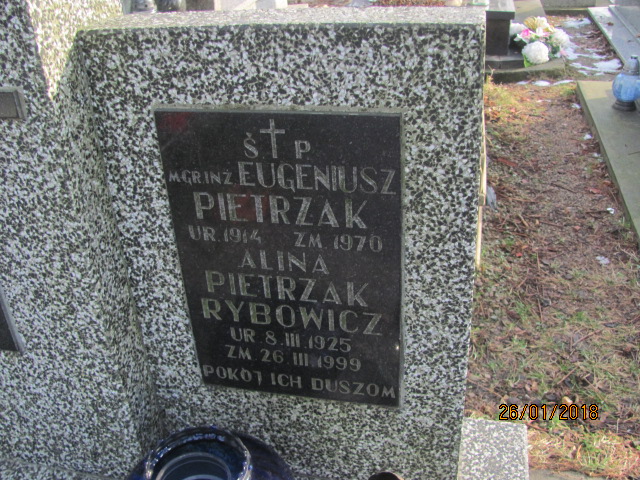 Ś P
MGR INŻ EUGENIUSZ
PIETRZAK
UR. 1914 ZM. 1970
ALINA
PIETRZAK
RYBOWICZ
UR 8.III.1925
ZM. 26 III.1999
POKÓJ ICH DUSZOM
26/01/2018